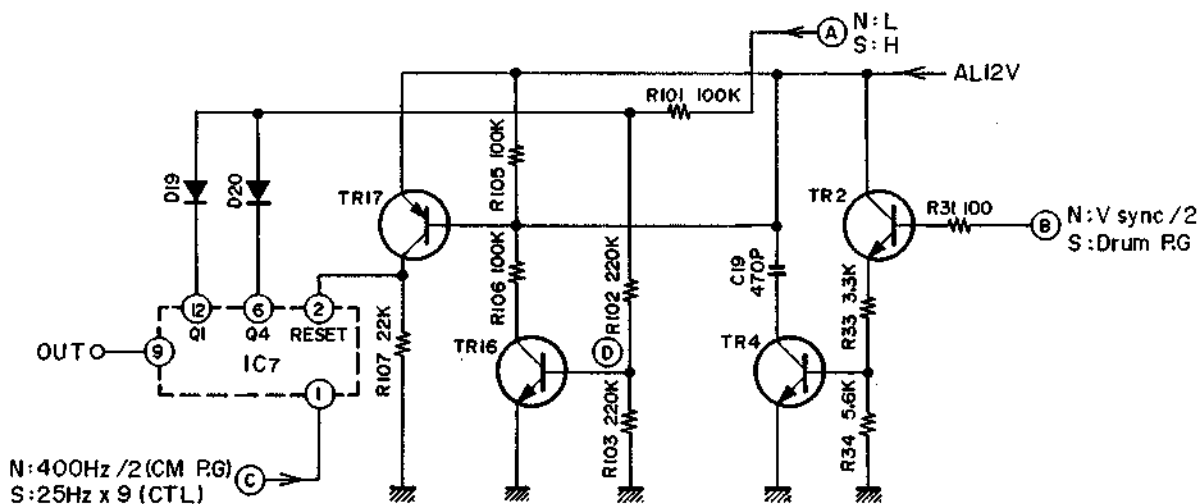 A
N:L
S:H
AL12V
R101 100K
R105 100K
D19
D20
TR17
TR2
R31 100
B
N:V sync/2
S:Drum P.G
C19
470P
R33 3.3K
R106 100K
R102 220K
12
6
2
Q1
Q4
RESET
OUT
9
IC7
1
R107 22K
TR16
D
TR4
R103 220K
R34 5.6K
N:400Hz/2(CM P.G)
S:25Hz x 9(CTL)
C